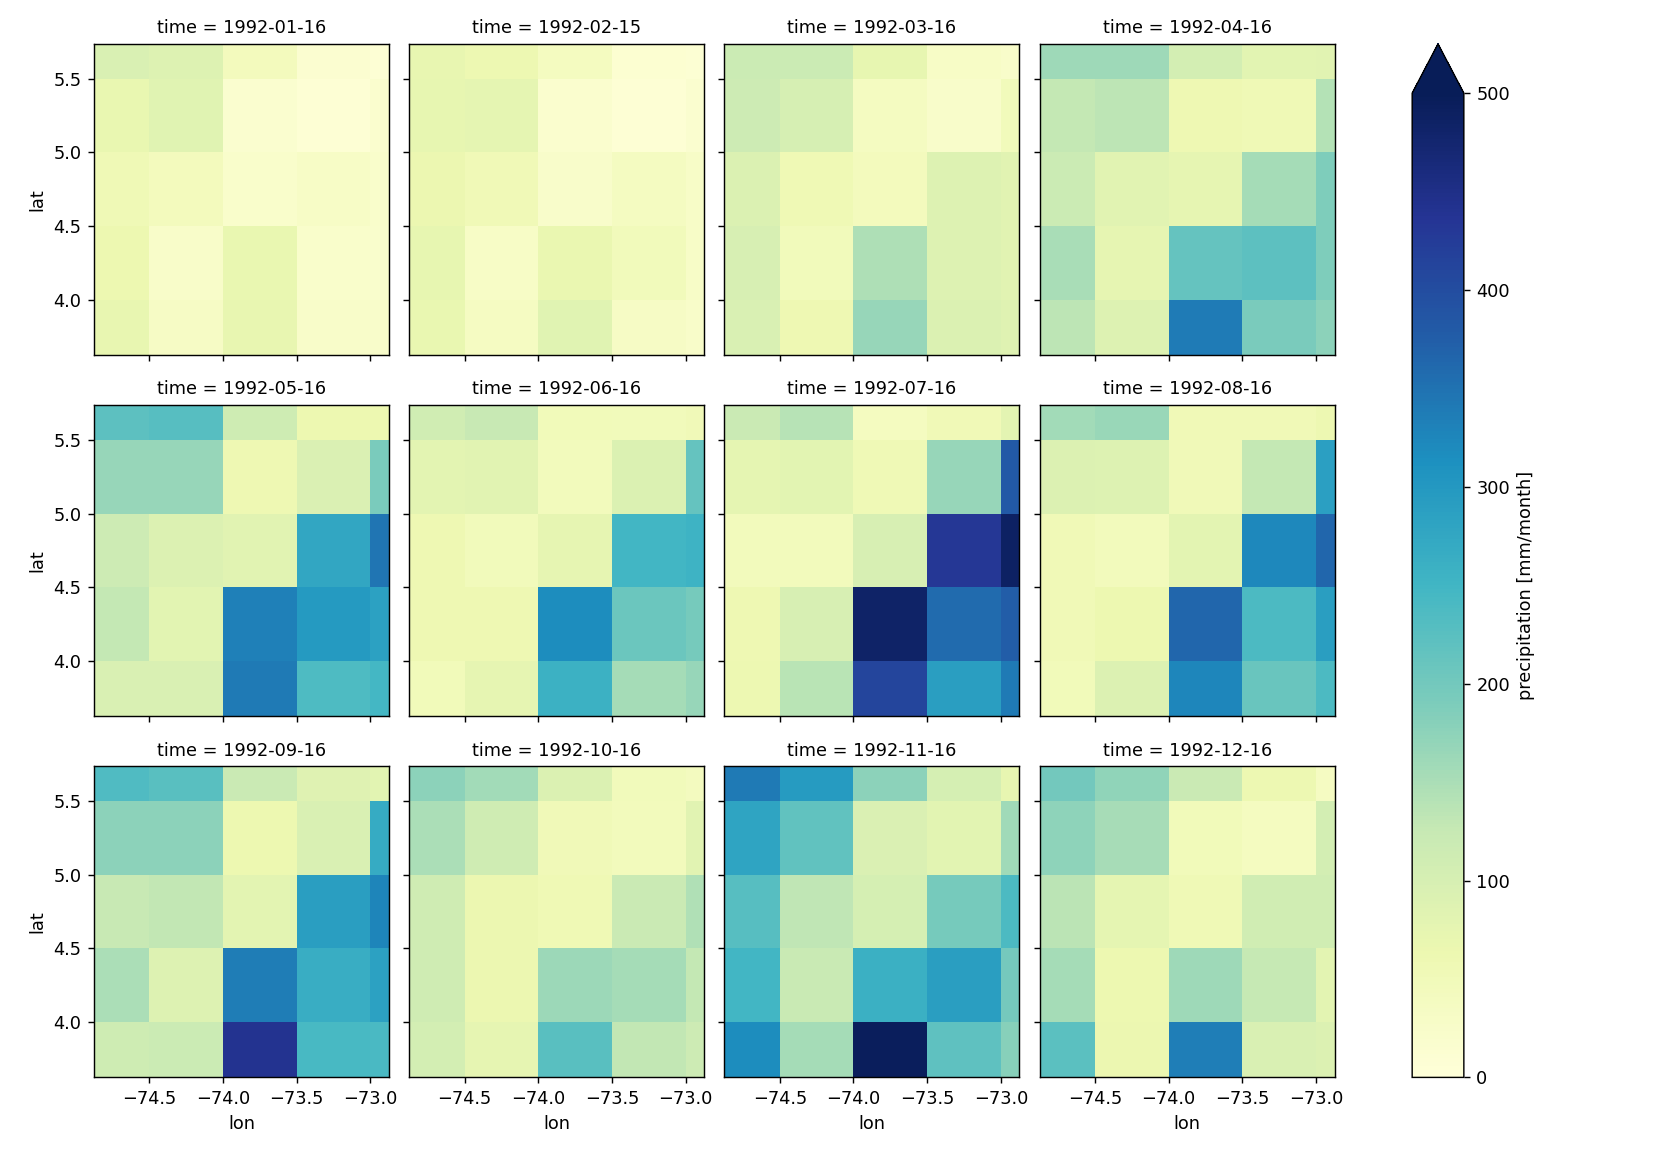 time = 1992-01-16
time = 1992-02-15
time = 1992-03-16
time = 1992-04-16
5.5
5.0
4.5
4.0
lat
time = 1992-05-16
time = 1992-06-16
time = 1992-07-16
time = 1992-08-16
5.5
5.0
4.5
4.0
lat
time = 1992-09-16
time = 1992-10-16
time = 1992-11-16
time = 1992-12-16
5.5
5.0
4.5
4.0
lat
−74.5 −74.0 −73.5 −73.0
lon
−74.5 −74.0 −73.5 −73.0
lon
−74.5 −74.0 −73.5 −73.0
lon
−74.5 −74.0 −73.5 −73.0
lon
500
400
300
200
100
0
precipitation [mm/month]